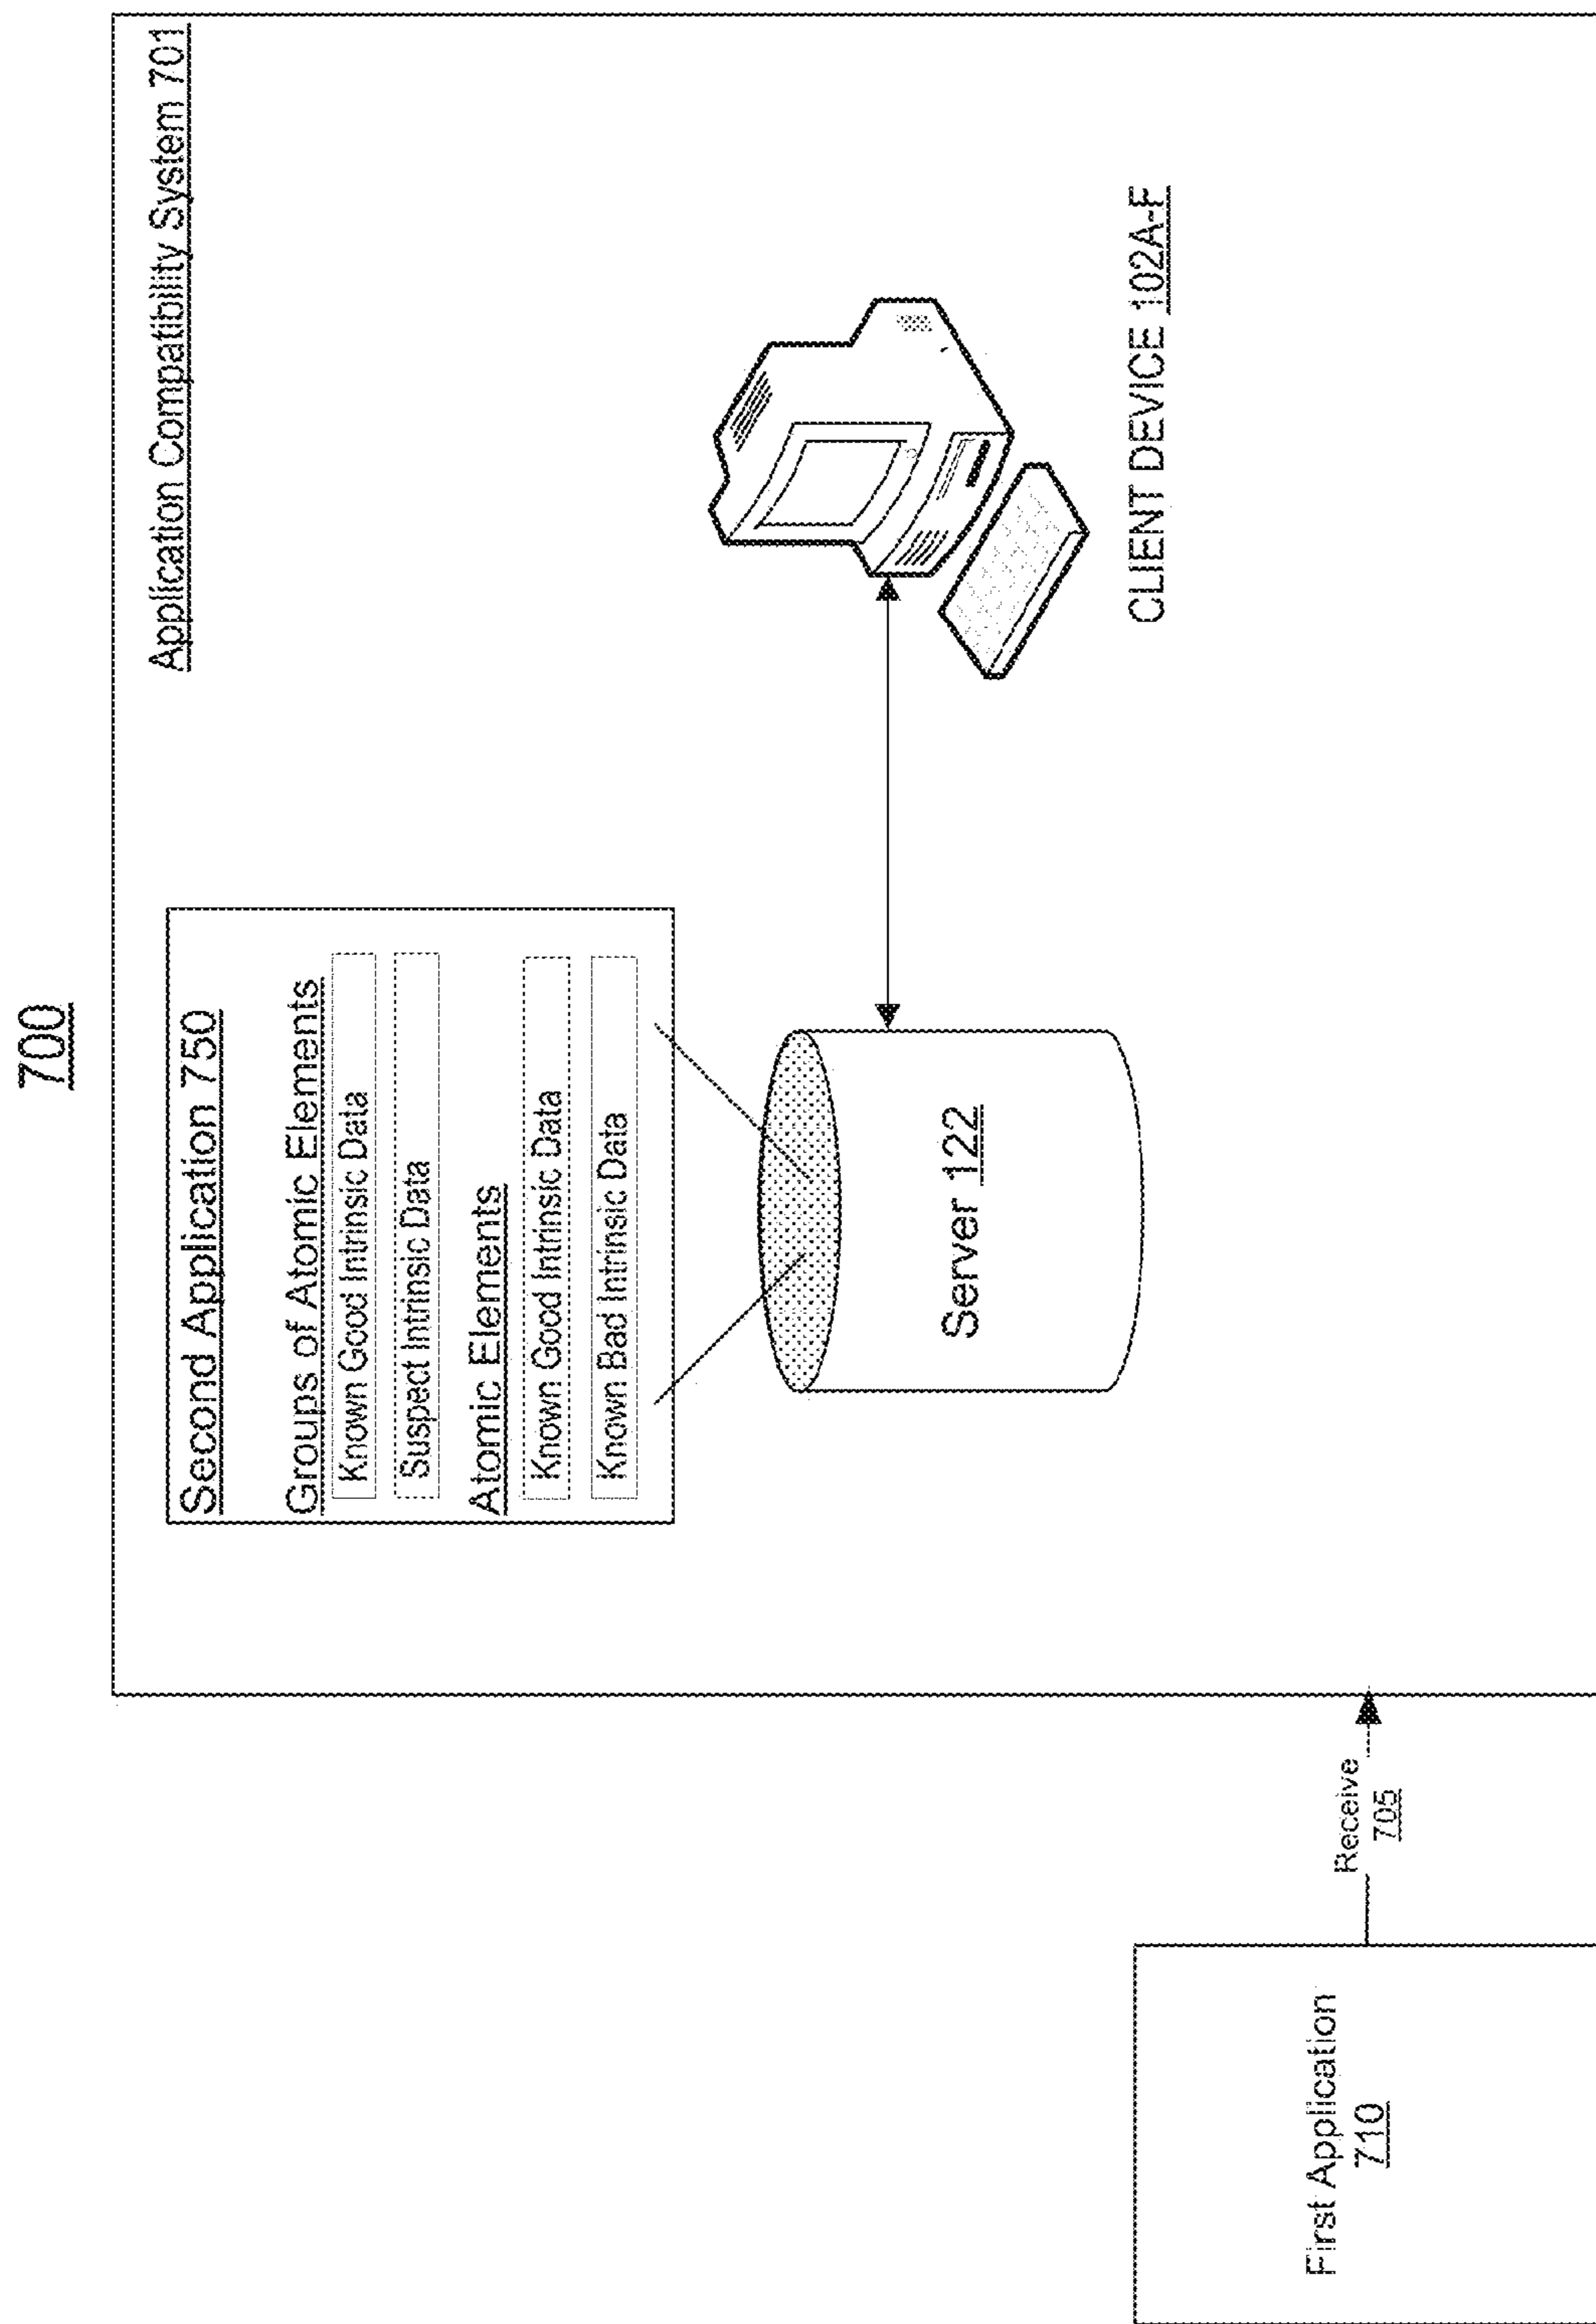 700
Application Compatibility System 701
Second Application 750
Groups of Atomic Elements
Known Good Intrinsic Data
Suspect Intrinsic Data
Atomic Elements
Known Good Intrinsic Data
Known Bad Intrinsic Data
Server 122
CLIENT DEVICE 102A-F
Receive
705
First Application
710